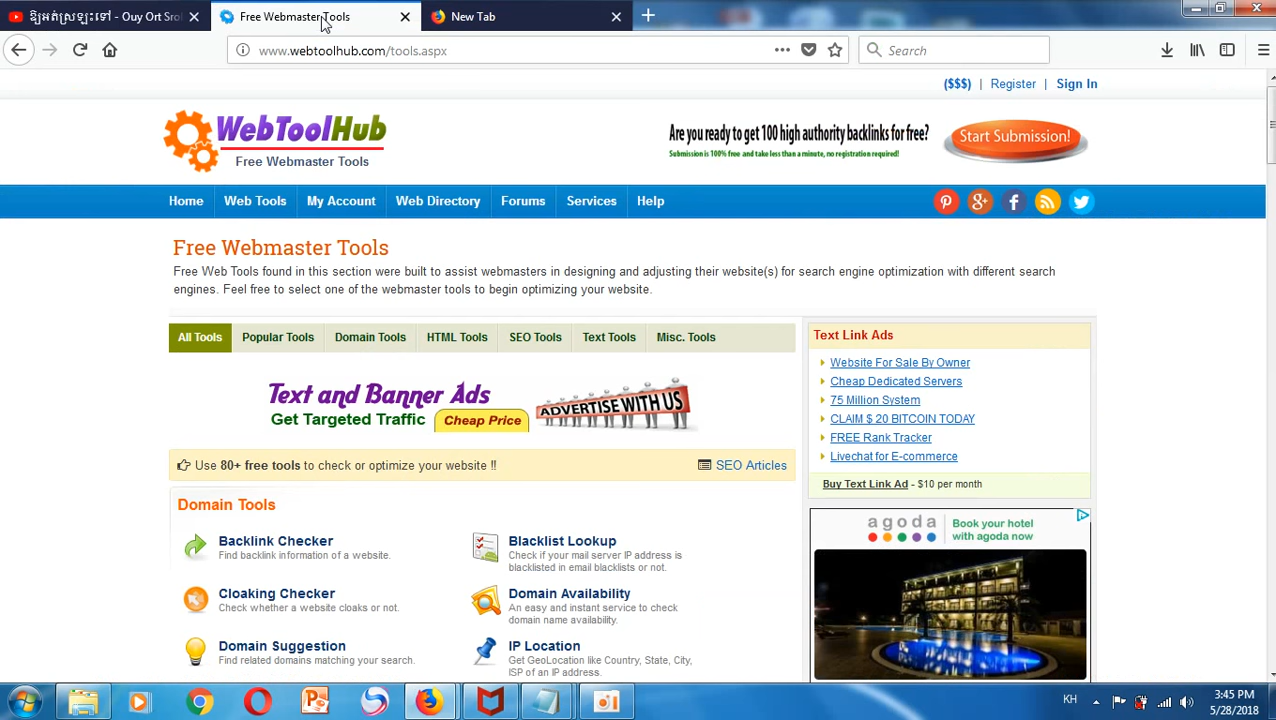 ឱ្យអត់ស្រឡះទៅ - Ouy Ort Srol
Free Webmaster Tools
New Tab
www.webtoolhub.com/tools.aspx
Search
($$$) | Register | Sign In
WebToolHub
Free Webmaster Tools
Are you ready to get 100 high authority backlinks for free?
Submission is 100% free and take less than a minute, no registration required!
Start Submission!
Home Web Tools My Account Web Directory Forums Services Help
Free Webmaster Tools
Free Web Tools found in this section were built to assist webmasters in designing and adjusting their website(s) for search engine optimization with different search
engines. Feel free to select one of the webmaster tools to begin optimizing your website.
All Tools Popular Tools Domain Tools HTML Tools SEO Tools Text Tools Misc. Tools
Text and Banner Ads
Get Targeted Traffic Cheap Price
ADVERTISE WITH US
Use 80+ free tools to check or optimize your website !!
SEO Articles
Domain Tools
Backlink Checker
Find backlink information of a website.
Blacklist Lookup
Check if your mail server IP address is
blacklisted in email blacklists or not.
Cloaking Checker
Check whether a website cloaks or not.
Domain Availability
An easy and instant service to check
domain name availability.
Domain Suggestion
Find related domains matching your search.
IP Location
Get GeoLocation like Country, State, City,
ISP of an IP address.
Text Link Ads
Website For Sale By Owner
Cheap Dedicated Servers
75 Million System
CLAIM $ 20 BITCOIN TODAY
FREE Rank Tracker
Livechat for E-commerce
Buy Text Link Ad - $10 per month
agoda
Book your hotel
with agoda now
KH
3:45 PM
5/28/2018